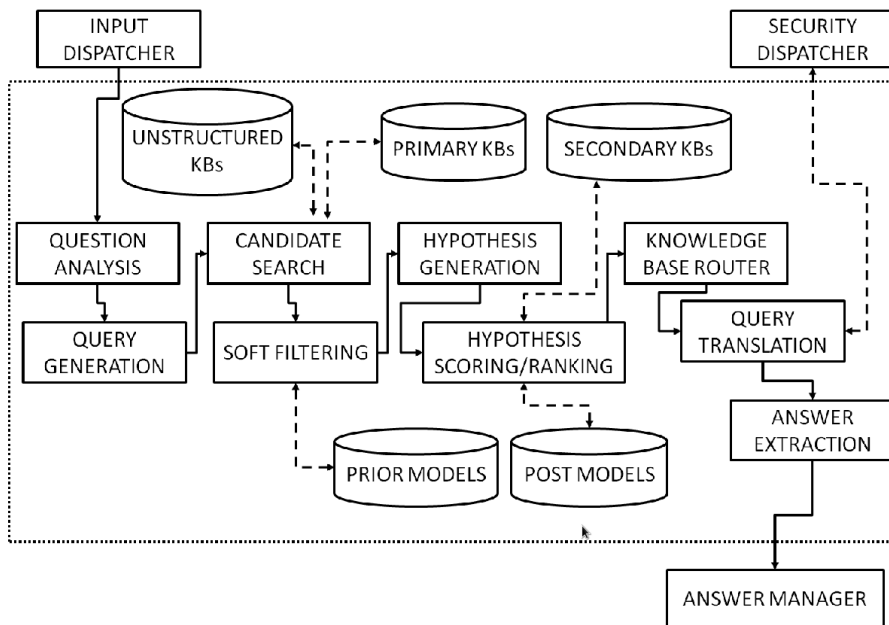 INPUT
DISPATCHER
SECURITY
DISPATCHER
UNSTRUCTURED
KBs
PRIMARY KBs
SECONDARY KBs
QUESTION
ANALYSIS
CANDIDATE
SEARCH
HYPOTHESIS
GENERATION
KNOWLEDGE
BASE ROUTER
QUERY
GENERATION
SOFT FILTERING
HYPOTHESIS
SCORING/RANKING
QUERY
TRANSLATION
ANSWER
EXTRACTION
PRIOR MODELS
POST MODELS
ANSWER MANAGER